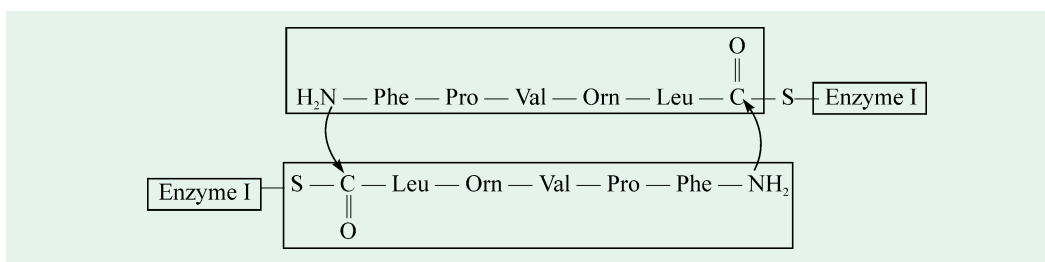 O
H₂N — Phe — Pro — Val — Orn — Leu — C — S — Enzyme I
Enzyme I — S — C — Leu — Orn — Val — Pro — Phe — NH₂
O